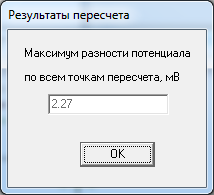 Результаты пересчета
Максимум разности потенциала
по всем точкам пересчета, мВ
2.27
OK